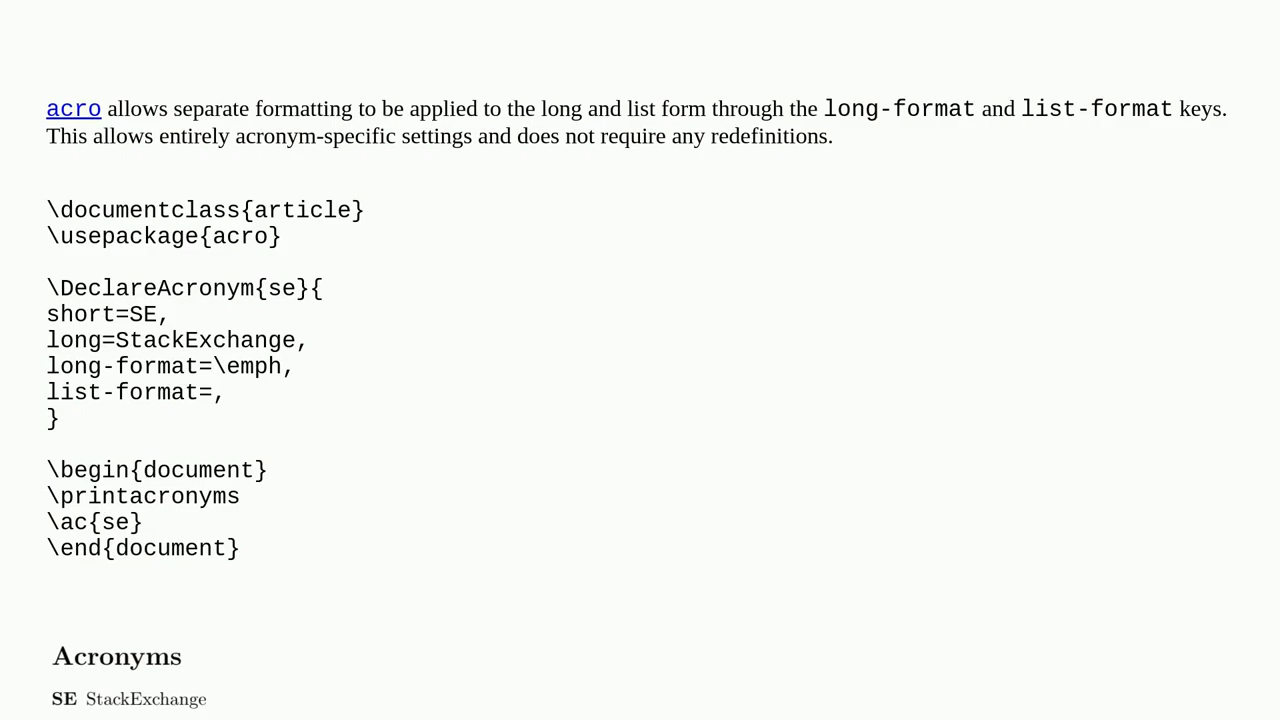 acro allows separate formatting to be applied to the long and list form through the long-format and list-format keys.
This allows entirely acronym-specific settings and does not require any redefinitions.
\documentclass{article}
\usepackage{acro}
\DeclareAcronym{se}{
short=SE,
long=StackExchange,
long-format=\emph,
list-format=,
}
\begin{document}
\printacronyms
\ac{se}
\end{document}
Acronyms
SE StackExchange